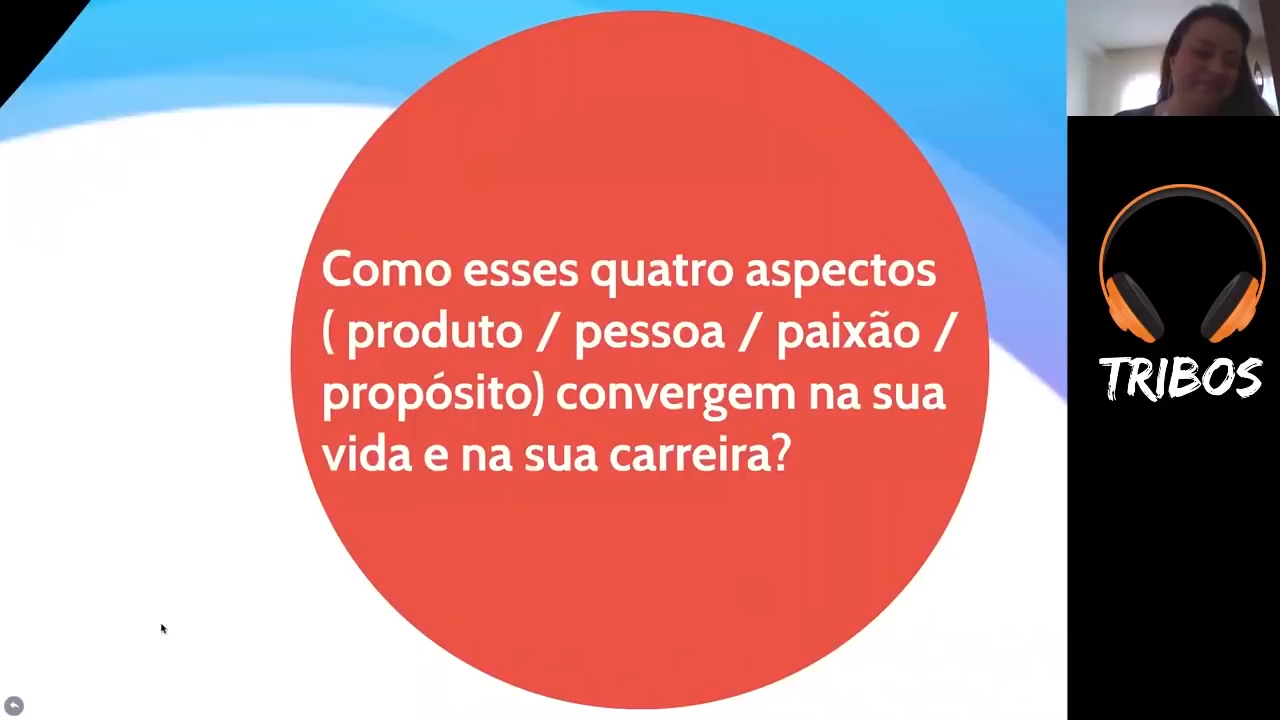 Como esses quatro aspectos
( produto / pessoa / paixão /
propósito) convergem na sua
vida e na sua carreira?
TRIBOS